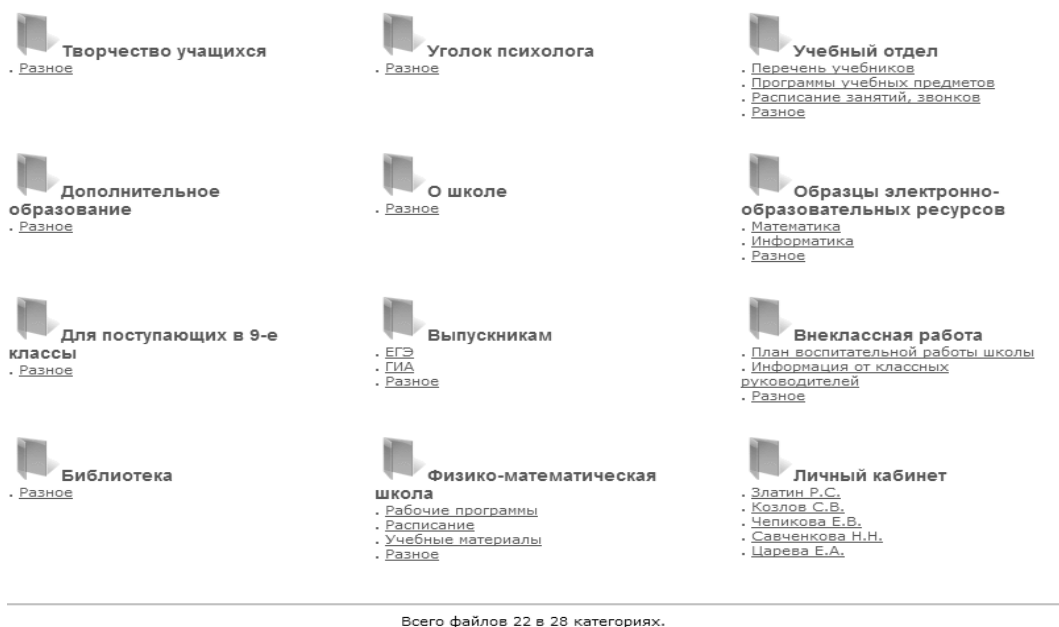 Творчество учащихся
. Разное
Уголок психолога
. Разное
Учебный отдел
. Перечень учебников
. Программы учебных предметов
. Расписание занятий, звонков
. Разное
Дополнительное
образование
. Разное
О школе
. Разное
Образцы электронно-
образовательных ресурсов
. Математика
. Информатика
. Разное
Для поступающих в 9-е
классы
. Разное
Выпускникам
. ЕГЭ
. ГИА
. Разное
Внеклассная работа
. План воспитательной работы школы
. Информация от классных
руководителей
. Разное
Библиотека
. Разное
Физико-математическая
школа
. Рабочие программы
. Расписание
. Учебные материалы
. Разное
Личный кабинет
. Златин Р.С.
. Козлов С.В.
. Чепикова Е.В.
. Савченкова Н.Н.
. Царева Е.А.
Всего файлов 22 в 28 категориях.